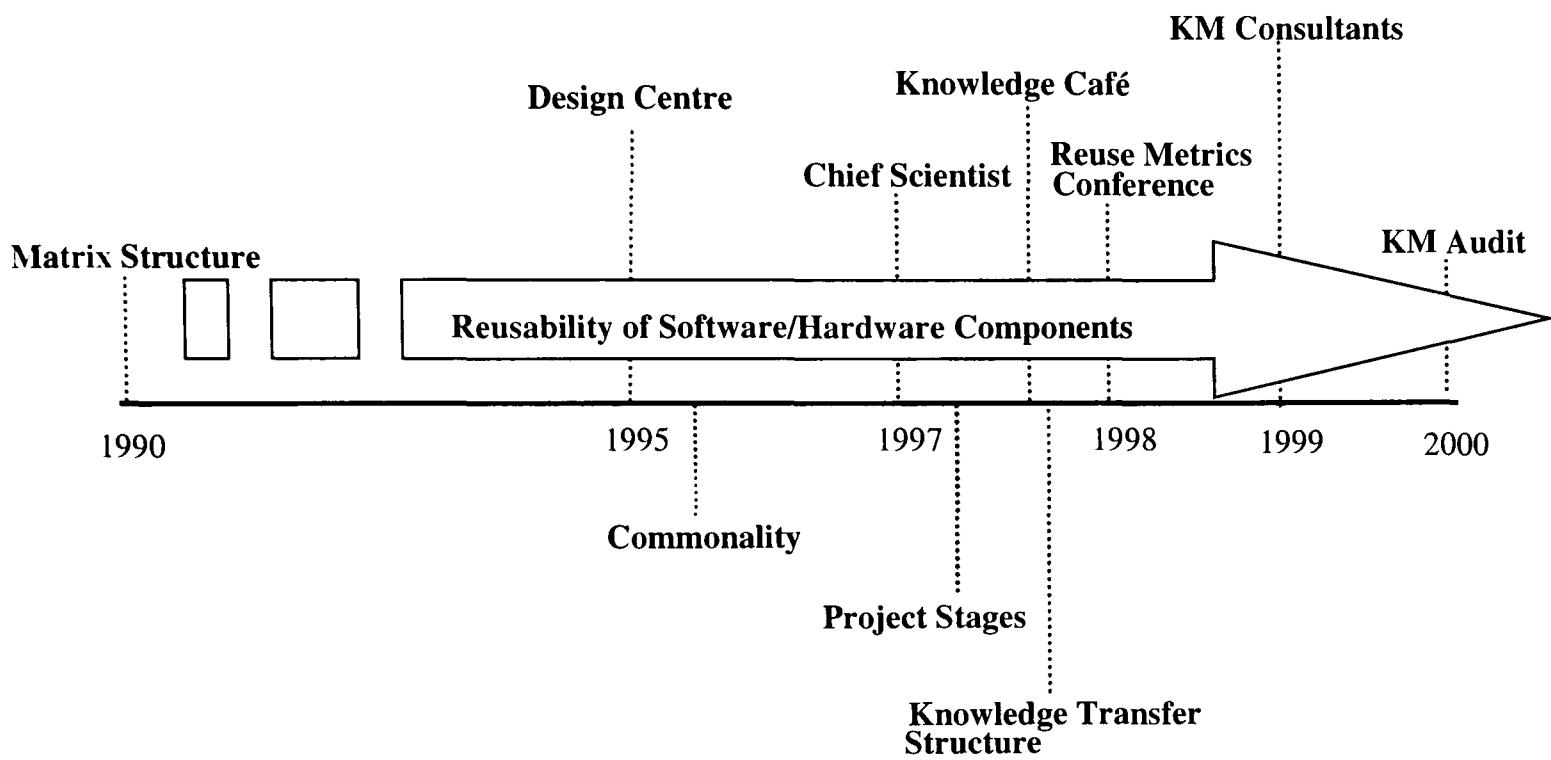 KM Consultants
Knowledge Café
Design Centre
Reuse Metrics
Conference
Chief Scientist
KM Audit
Matrix Structure
Reusability of Software/Hardware Components
1990
1995
1997
1998
1999
2000
Commonality
Project Stages
Knowledge Transfer
Structure